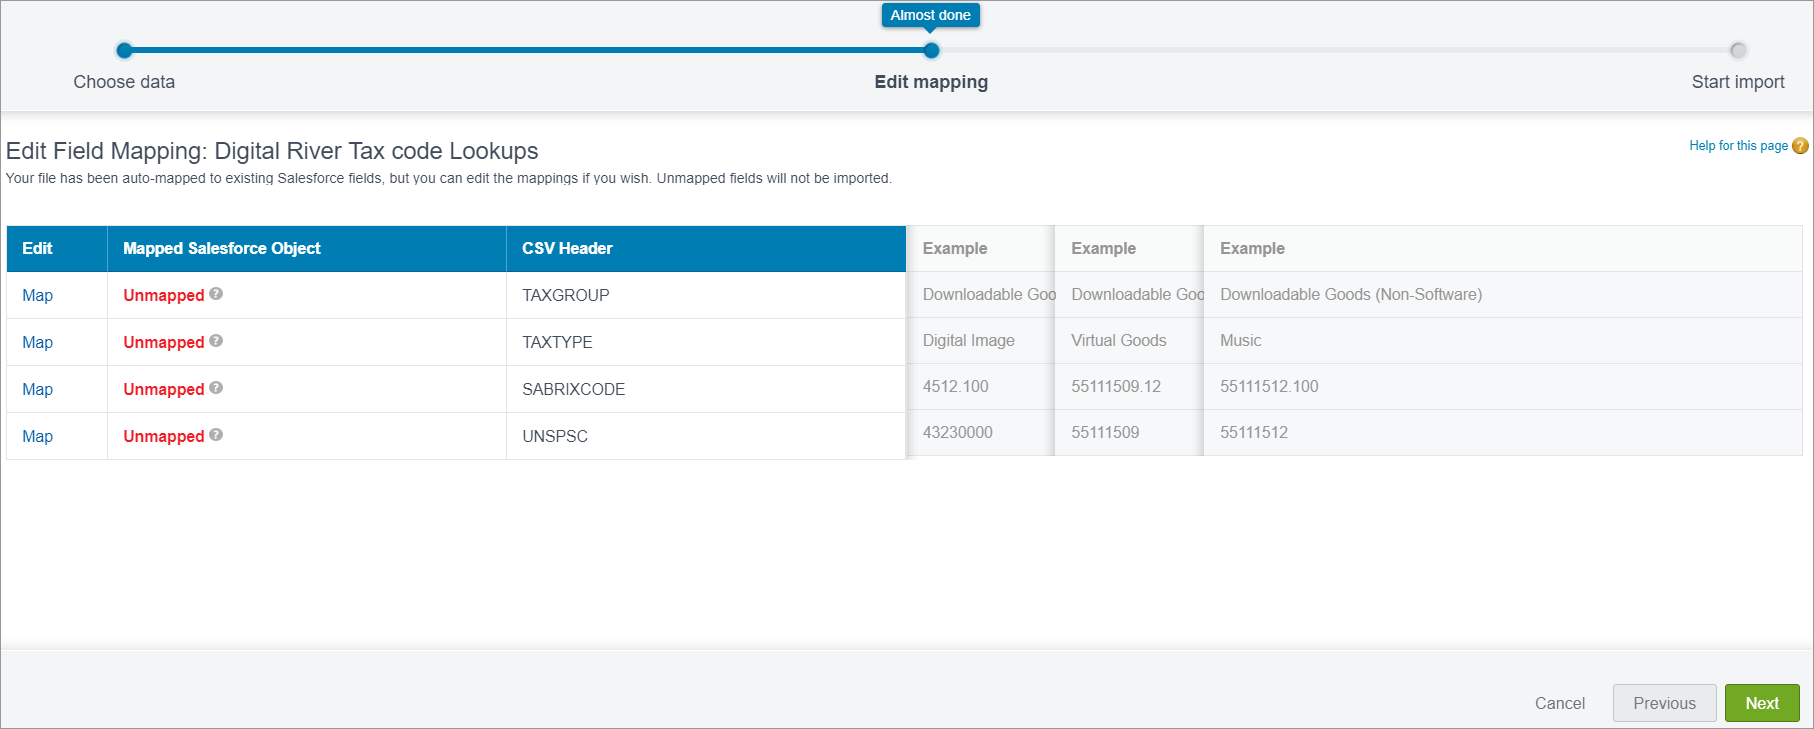 Almost done
Choose data
Edit mapping
Start import
Edit Field Mapping: Digital River Tax code Lookups
Help for this page ?
Your file has been auto-mapped to existing Salesforce fields, but you can edit the mappings if you wish. Unmapped fields will not be imported.
Edit Mapped Salesforce Object CSV Header Example Example Example
Map Unmapped ? TAXGROUP Downloadable Goo Downloadable Goo Downloadable Goods (Non-Software)
Map Unmapped ? TAXTYPE Digital Image Virtual Goods Music
Map Unmapped ? SABRIXCODE 4512.100 55111509.12 55111512.100
Map Unmapped ? UNSPSC 43230000 55111509 55111512
Cancel Previous Next